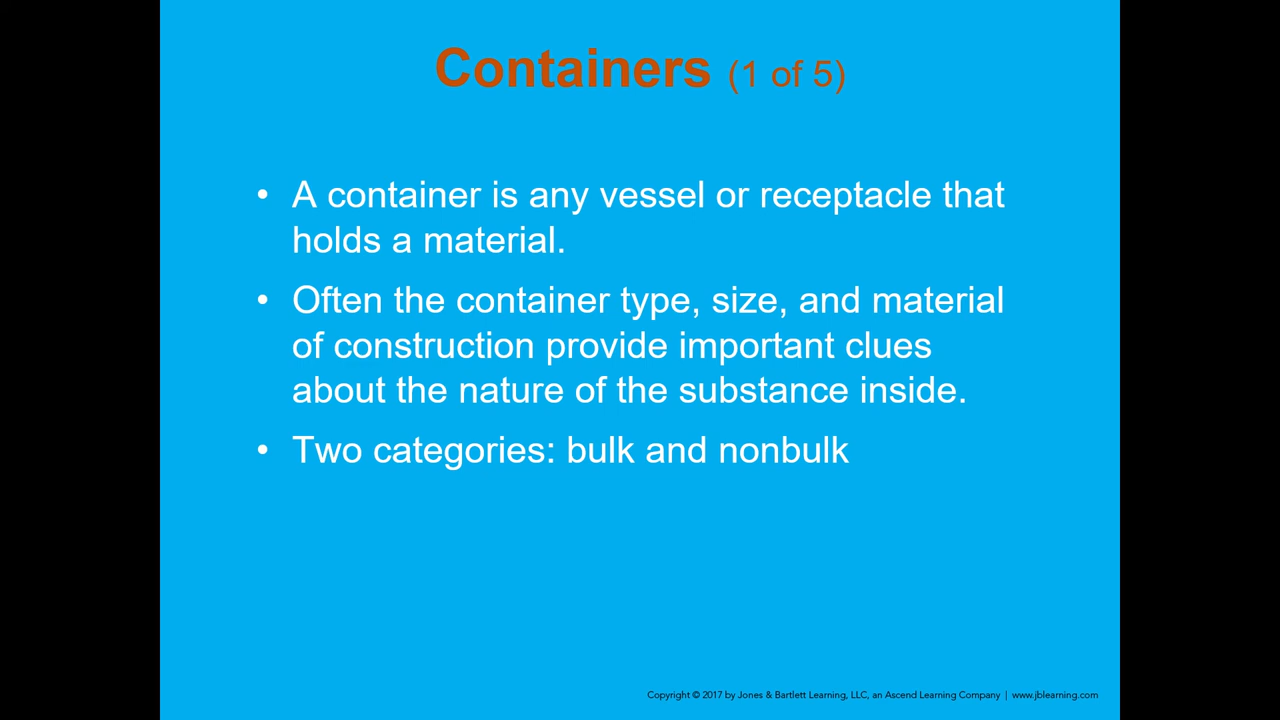 Containers (1 of 5)
• A container is any vessel or receptacle that
holds a material.
• Often the container type, size, and material
of construction provide important clues
about the nature of the substance inside.
• Two categories: bulk and nonbulk
Copyright © 2017 by Jones & Bartlett Learning, LLC, an Ascend Learning Company | www.jblearning.com